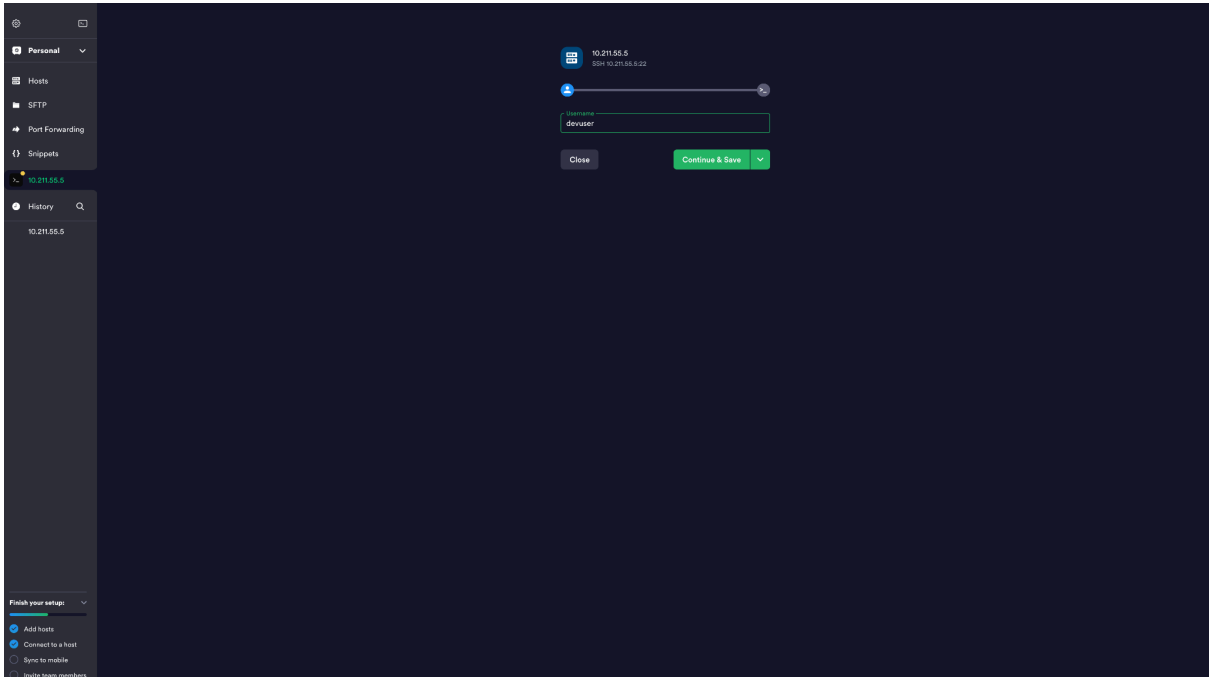 Personal
Hosts
SFTP
Port Forwarding
Snippets
10.211.55.5
History
10.211.55.5
Finish your setup:
Add hosts
Connect to a host
Sync to mobile
Invite team members
10.211.55.5
SSH 10.211.55.5:22
Username
devuser
Close
Continue & Save